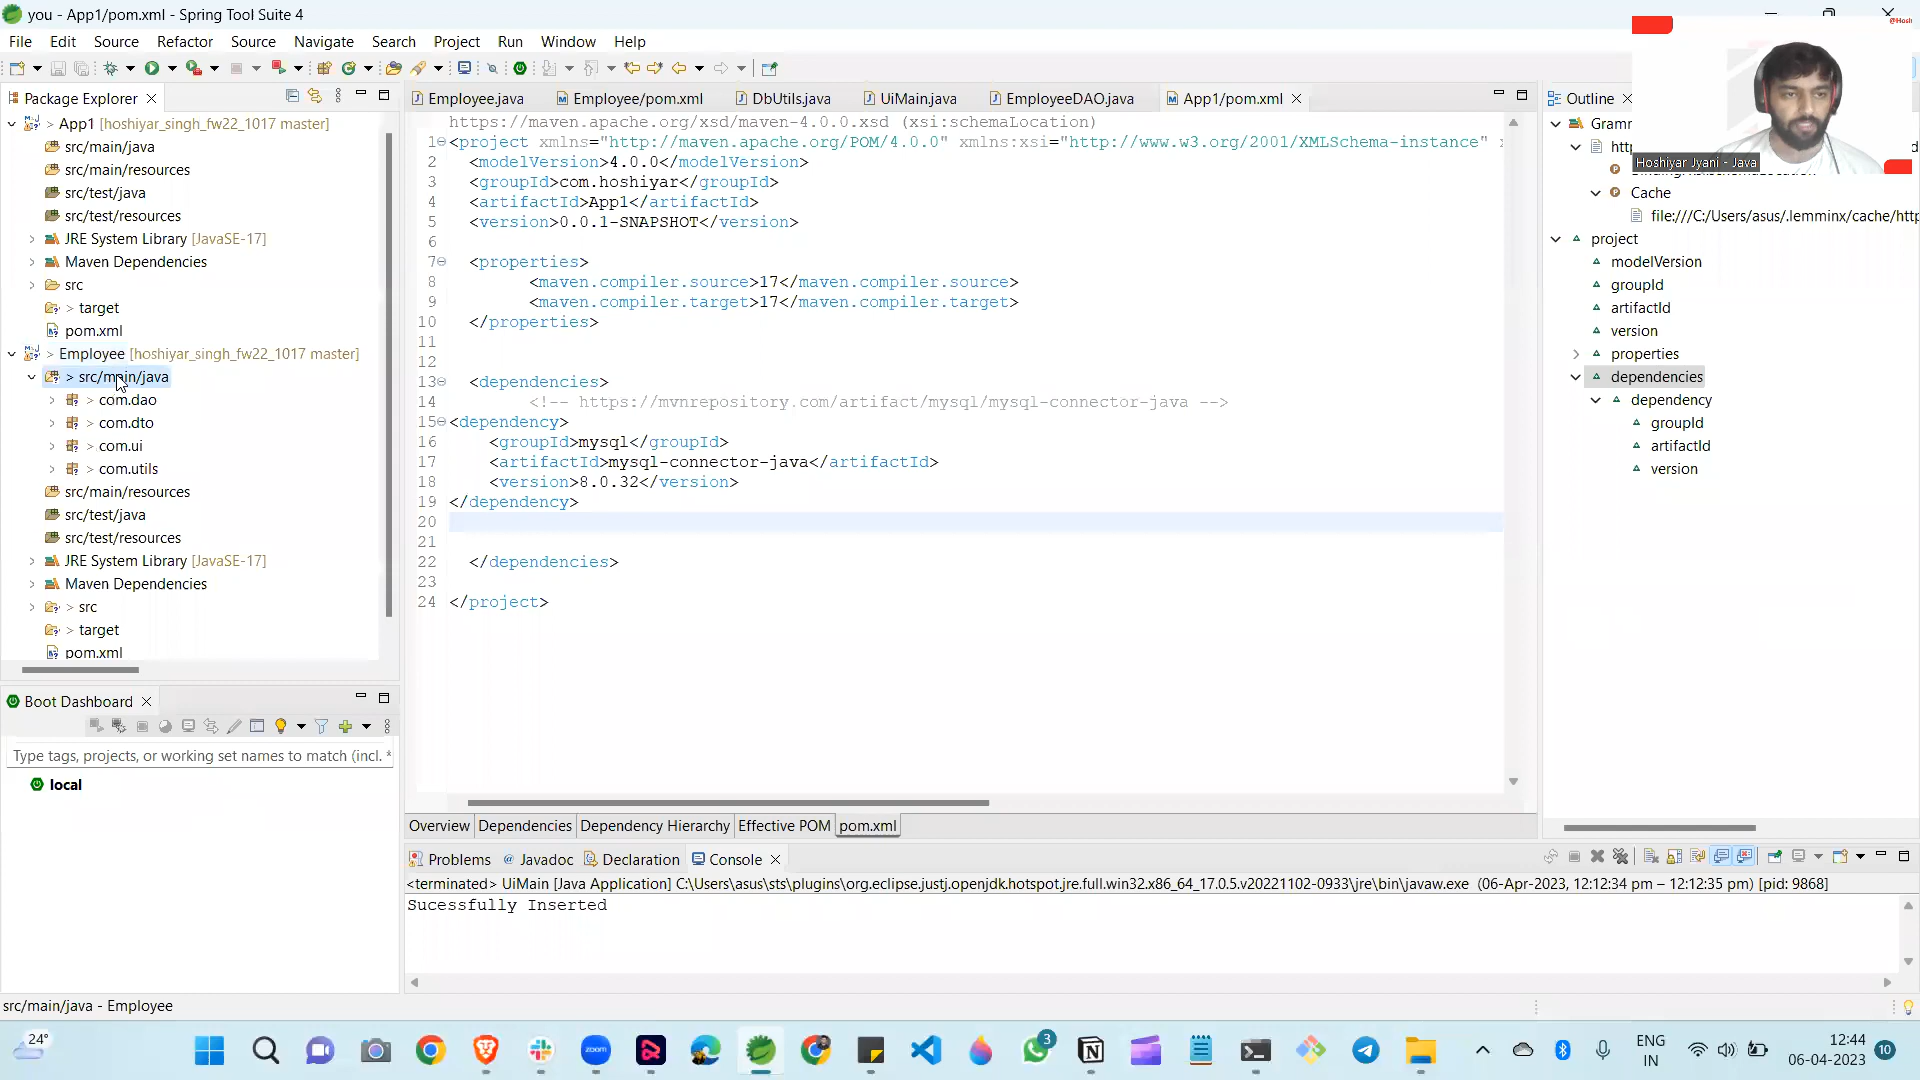 you - App1/pom.xml - Spring Tool Suite 4
File Edit Source Refactor Source Navigate Search Project Run Window Help
@Hosh
Hoshiyar Jyani - Java
Package Explorer
> App1 [hoshiyar_singh_fw22_1017 master]
src/main/java
src/main/resources
src/test/java
src/test/resources
JRE System Library [JavaSE-17]
Maven Dependencies
src
> target
pom.xml
> Employee [hoshiyar_singh_fw22_1017 master]
> src/main/java
> com.dao
> com.dto
> com.ui
> com.utils
src/main/resources
src/test/java
src/test/resources
JRE System Library [JavaSE-17]
Maven Dependencies
> src
> target
pom.xml
Boot Dashboard
Type tags, projects, or working set names to match (incl. *
local
Employee.java Employee/pom.xml DbUtils.java UiMain.java EmployeeDAO.java App1/pom.xml
https://maven.apache.org/xsd/maven-4.0.0.xsd (xsi:schemaLocation)
1 <project xmlns="http://maven.apache.org/POM/4.0.0" xmlns:xsi="http://www.w3.org/2001/XMLSchema-instance"
2 <modelVersion>4.0.0</modelVersion>
3 <groupId>com.hoshiyar</groupId>
4 <artifactId>App1</artifactId>
5 <version>0.0.1-SNAPSHOT</version>
6
7 <properties>
8 <maven.compiler.source>17</maven.compiler.source>
9 <maven.compiler.target>17</maven.compiler.target>
10 </properties>
11
12
13 <dependencies>
14 <!-- https://mvnrepository.com/artifact/mysql/mysql-connector-java -->
15 <dependency>
16 <groupId>mysql</groupId>
17 <artifactId>mysql-connector-java</artifactId>
18 <version>8.0.32</version>
19 </dependency>
20
21
22 </dependencies>
23
24 </project>
Overview Dependencies Dependency Hierarchy Effective POM pom.xml
Outline
Gramm
htt
Cache
file:///C:/Users/asus/.lemminx/cache/http
project
modelVersion
groupId
artifactId
version
properties
dependencies
dependency
groupId
artifactId
version
Problems @ Javadoc Declaration Console
<terminated> UiMain [Java Application] C:\Users\asus\sts\plugins\org.eclipse.justj.openjdk.hotspot.jre.full.win32.x86_64_17.0.5.v20221102-0933\jre\bin\javaw.exe (06-Apr-2023, 12:12:34 pm – 12:12:35 pm) [pid: 9868]
Sucessfully Inserted
src/main/java - Employee
24°
zoom
3
ENG
IN
12:44
06-04-2023
10